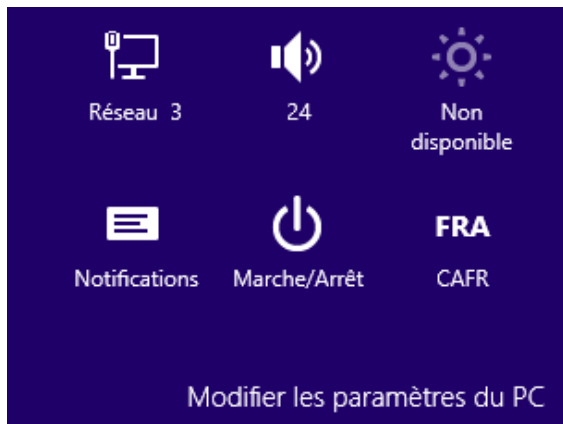 Réseau 3
24
Non
disponible
FRA
Notifications
Marche/Arrêt
CAFR
Modifier les paramètres du PC